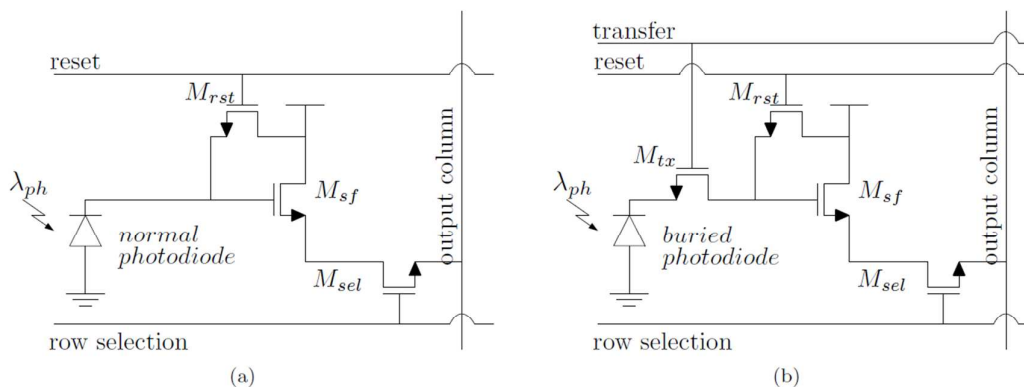 reset
M_rst
λ_ph
M_sf
normal
photodiode
M_sel
output column
row selection
(a)
transfer
reset
M_rst
M_tx
λ_ph
M_sf
buried
photodiode
M_sel
output column
row selection
(b)